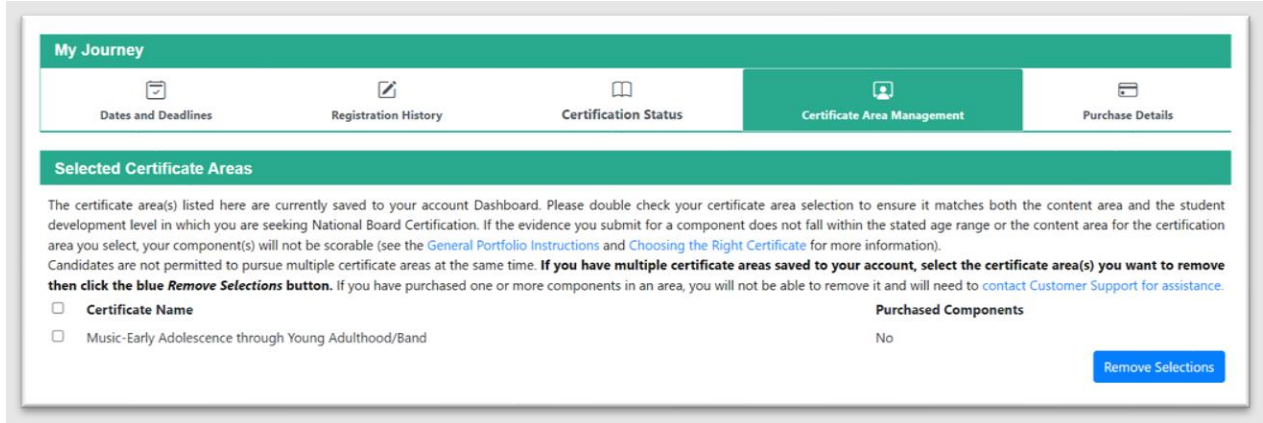 My Journey
Dates and Deadlines
Registration History
Certification Status
Certificate Area Management
Purchase Details
Selected Certificate Areas
The certificate area(s) listed here are currently saved to your account Dashboard. Please double check your certificate area selection to ensure it matches both the content area and the student
development level in which you are seeking National Board Certification. If the evidence you submit for a component does not fall within the stated age range or the content area for the certification
area you select, your component(s) will not be scorable (see the General Portfolio Instructions and Choosing the Right Certificate for more information).
Candidates are not permitted to pursue multiple certificate areas at the same time. If you have multiple certificate areas saved to your account, select the certificate area(s) you want to remove
then click the blue Remove Selections button. If you have purchased one or more components in an area, you will not be able to remove it and will need to contact Customer Support for assistance.
Certificate Name Purchased Components
Music-Early Adolescence through Young Adulthood/Band No
Remove Selections